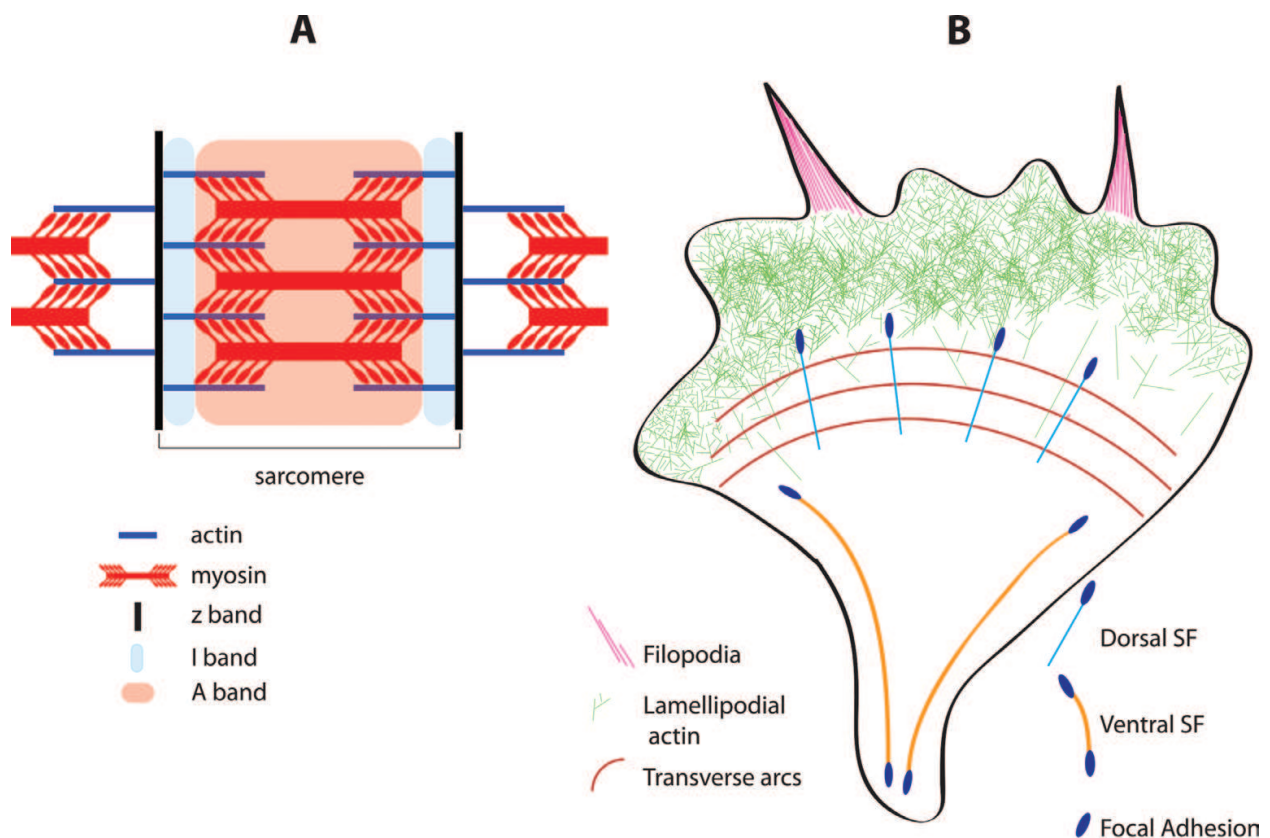 A
B
sarcomere
actin
myosin
z band
I band
A band
Filopodia
Lamellipodial
actin
Transverse arcs
Dorsal SF
Ventral SF
Focal Adhesion